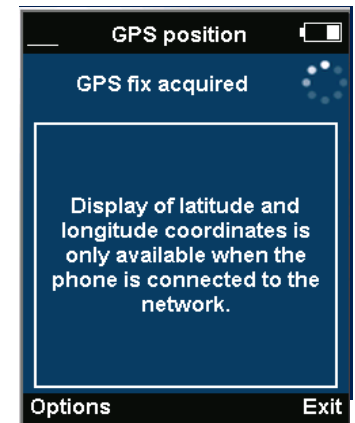 GPS position
GPS fix acquired
Display of latitude and
longitude coordinates is
only available when the
phone is connected to the
network.
Options Exit